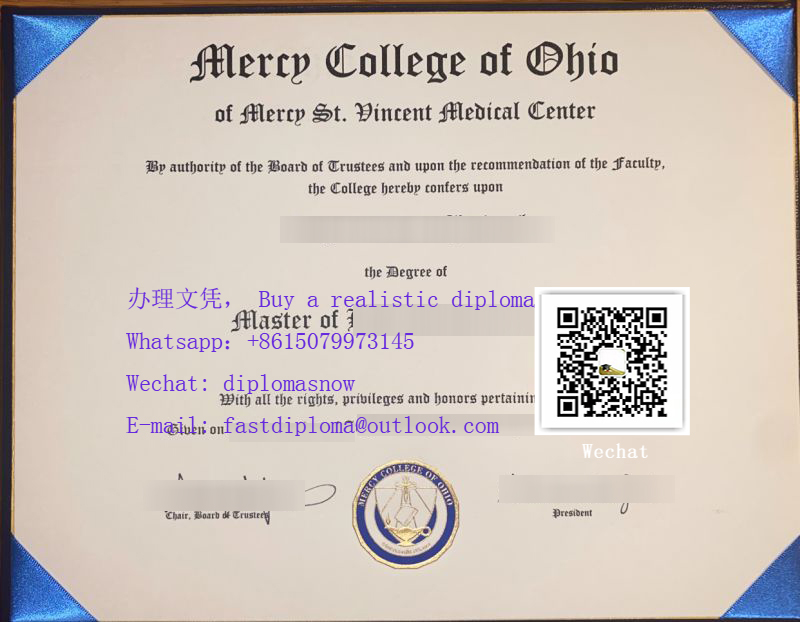 Mercy College of Ohio
of Mercy St. Vincent Medical Center
By authority of the Board of Trustees and upon the recommendation of the Faculty,
the College hereby confers upon
the Degree of
办理文凭， Buy a realistic diploma
Master of
Whatsapp: +8615079973145
Wechat: diplomasnow
With all the rights, privileges and honors
E-mail: fastdiploma@outlook.com
Given on
Wechat
MERCY COLLEGE OF OHIO
Chair, Board of Trustees
President